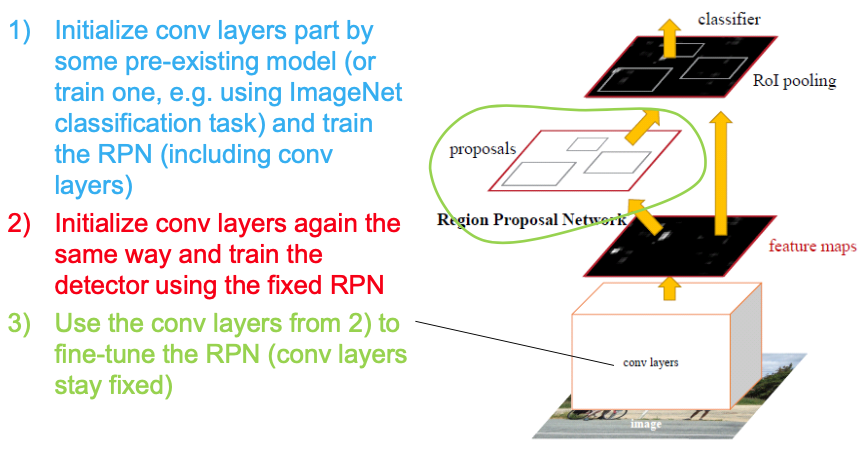 1) Initialize conv layers part by
some pre-existing model (or
train one, e.g. using ImageNet
classification task) and train
the RPN (including conv
layers)
2) Initialize conv layers again the
same way and train the
detector using the fixed RPN
3) Use the conv layers from 2) to
fine-tune the RPN (conv layers
stay fixed)
classifier
RoI pooling
proposals
Region Proposal Network
feature maps
conv layers
image